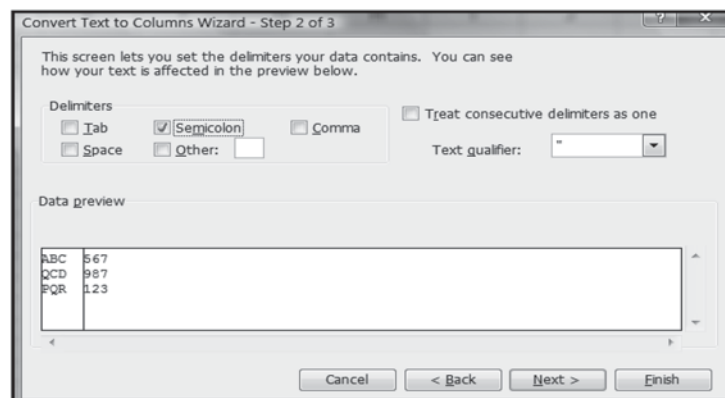 Convert Text to Columns Wizard - Step 2 of 3
This screen lets you set the delimiters your data contains. You can see
how your text is affected in the preview below.
Delimiters
Tab
Semicolon
Comma
Space
Other:
Treat consecutive delimiters as one
Text qualifier: "
Data preview
ABC 567
QCD 987
PQR 123
Cancel < Back Next > Finish